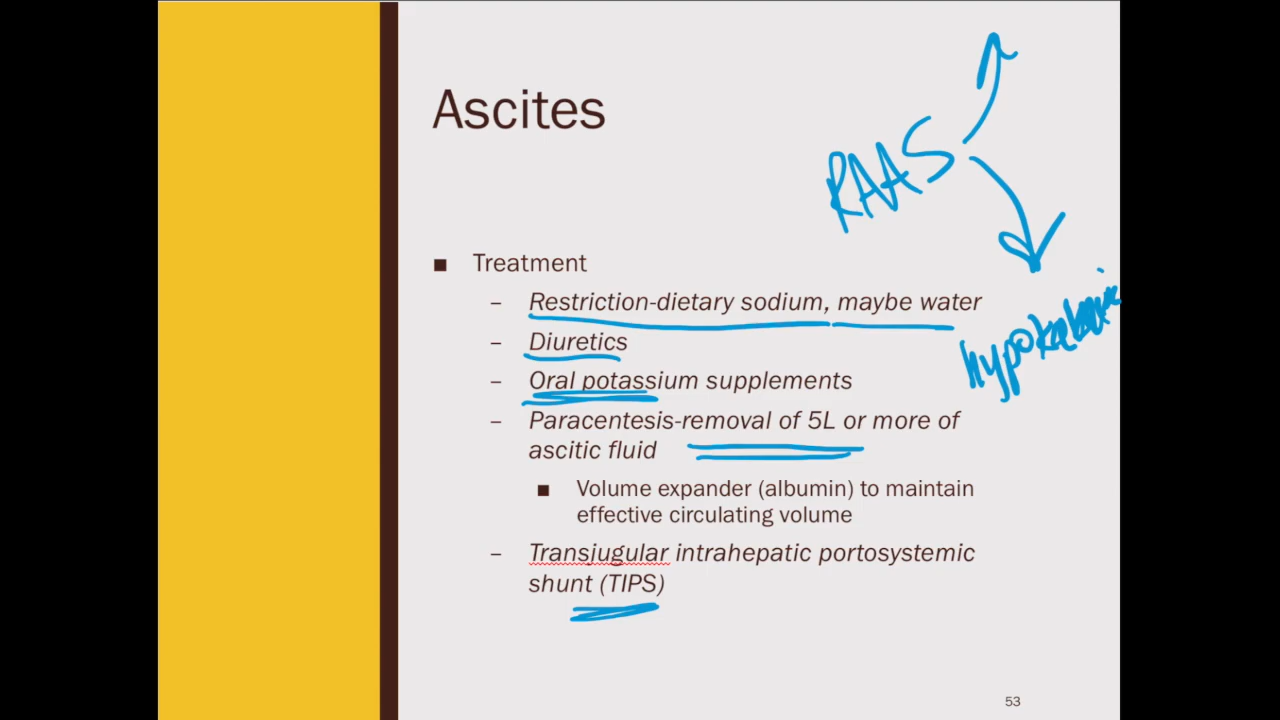 Ascites
RAAS
■ Treatment
– Restriction-dietary sodium, maybe water
– Diuretics
hypokalemic
– Oral potassium supplements
– Paracentesis-removal of 5L or more of
ascitic fluid
■ Volume expander (albumin) to maintain
effective circulating volume
– Transjugular intrahepatic portosystemic
shunt (TIPS)
53